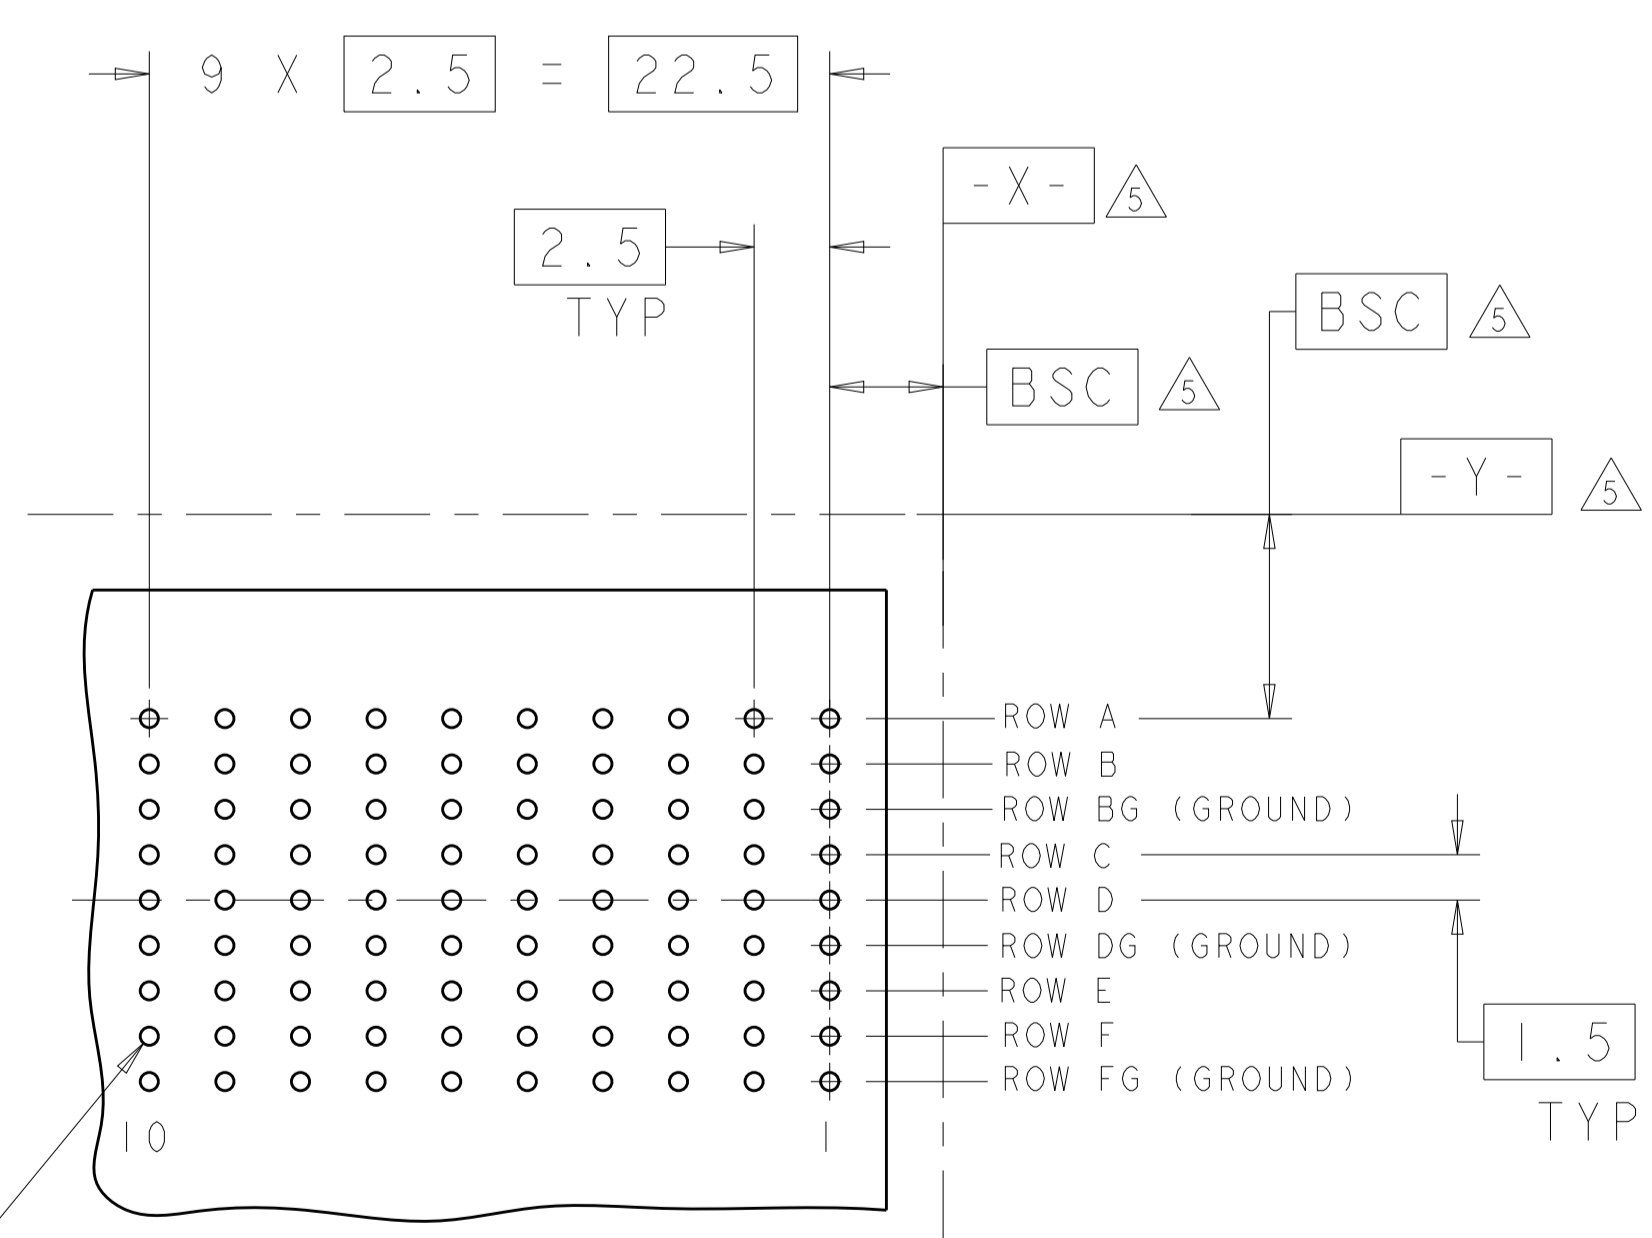 9 X 2.5 = 22.5
-X- 5
2.5
TYP
BSC 5
BSC 5
-Y- 5
ROW A
ROW B
ROW BG (GROUND)
ROW C
ROW D
ROW DG (GROUND)
ROW E
ROW F
1.5
ROW FG (GROUND)
TYP
10 1